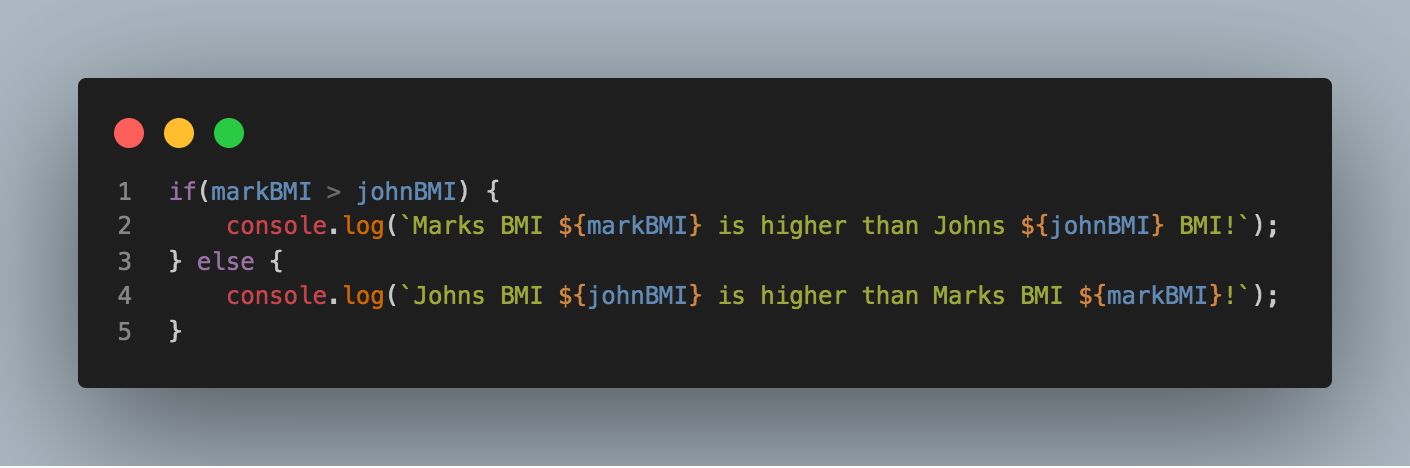 1 if(markBMI > johnBMI) {
2     console.log(`Marks BMI ${markBMI} is higher than Johns ${johnBMI} BMI!`);
3 } else {
4     console.log(`Johns BMI ${johnBMI} is higher than Marks BMI ${markBMI}!`);
5 }